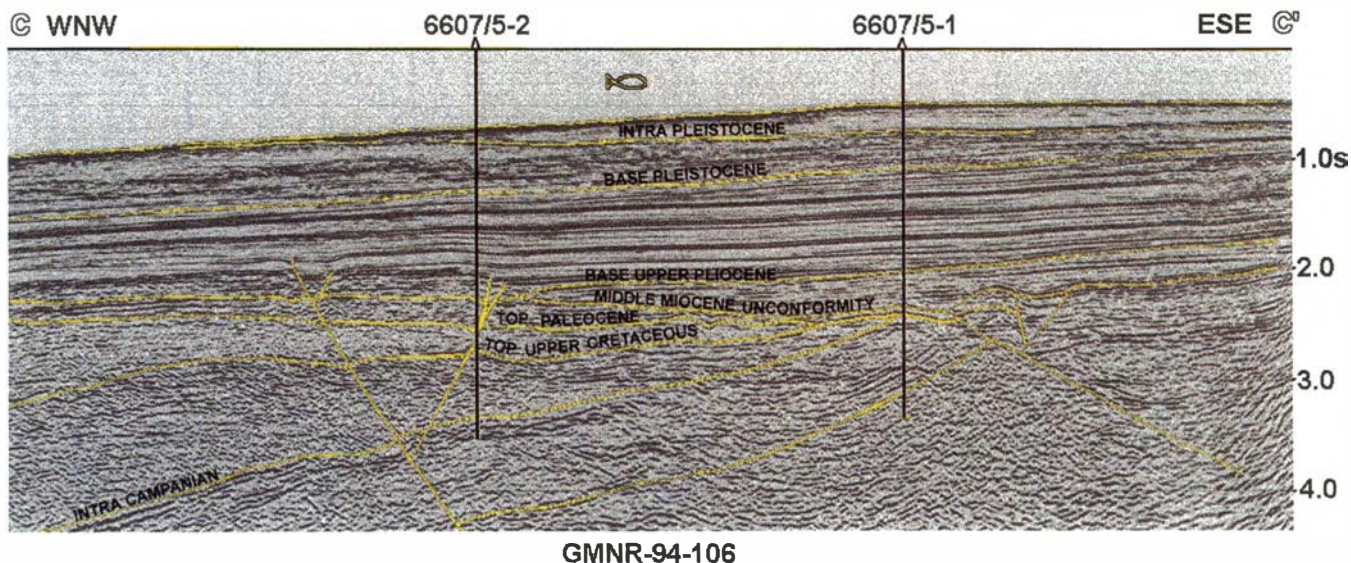 C WNW 6607/5-2 6607/5-1 ESE C'
INTRA PLEISTOCENE
1.0s
BASE PLEISTOCENE
2.0
BASE UPPER PLIOCENE
MIDDLE MIOCENE UNCONFORMITY
TOP PALEOCENE
TOP UPPER CRETACEOUS
3.0
INTRA CAMPANIAN
4.0
GMNR-94-106